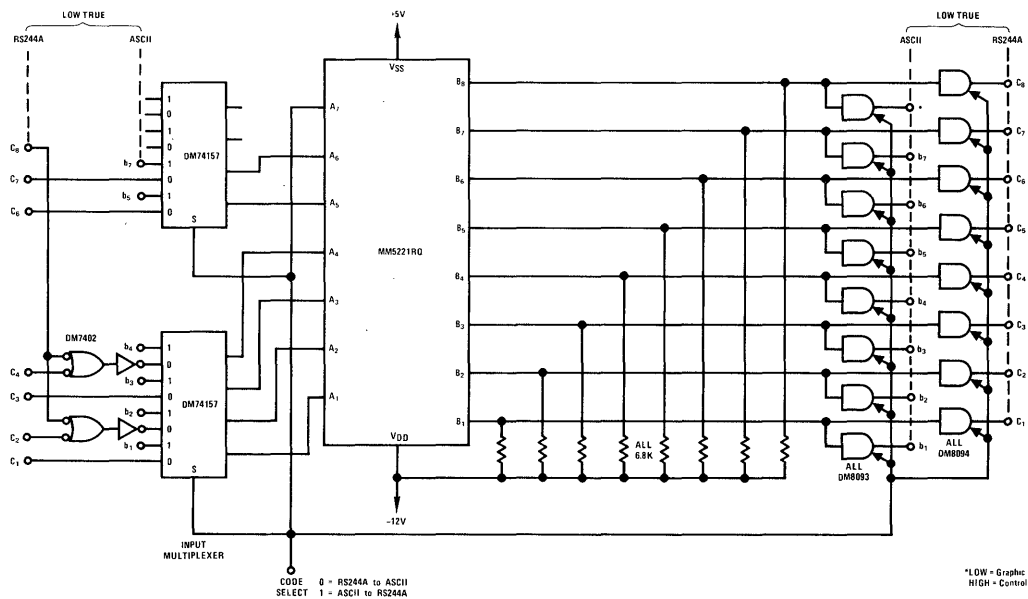 LOW TRUE
RS244A
ASCII
C8
C7
C6
b7
b5
1
0
1
0
1
0
1
0
DM74157
S
DM7402
C4
C3
C2
C1
b4
b3
b2
b1
1
0
1
0
1
0
1
0
DM74157
S
INPUT
MULTIPLEXER
+5V
VSS
A7
A6
A5
A4
A3
A2
A1
MM5221RQ
VDD
-12V
B8
B7
B6
B5
B4
B3
B2
B1
ALL
6.8K
CODE SELECT
0 = RS244A to ASCII
1 = ASCII to RS244A
LOW TRUE
ASCII
RS244A
*
b7
b6
b5
b4
b3
b2
b1
ALL
DM8093
C8
C7
C6
C5
C4
C3
C2
C1
ALL
DM8094
*LOW = Graphic
HIGH = Control